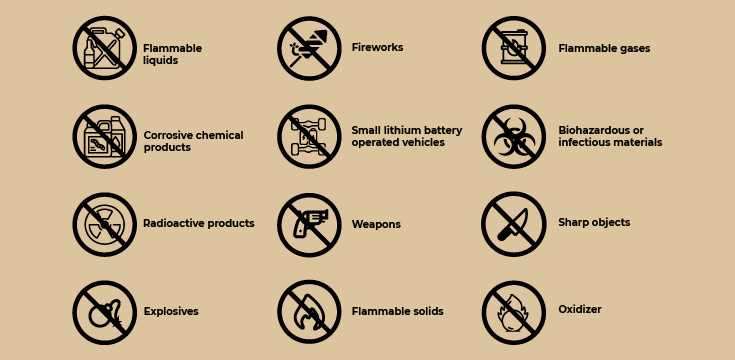 Flammable
liquids
Fireworks
Flammable gases
Corrosive chemical
products
Small lithium battery
operated vehicles
Biohazardous or
infectious materials
Radioactive products
Weapons
Sharp objects
Explosives
Flammable solids
Oxidizer